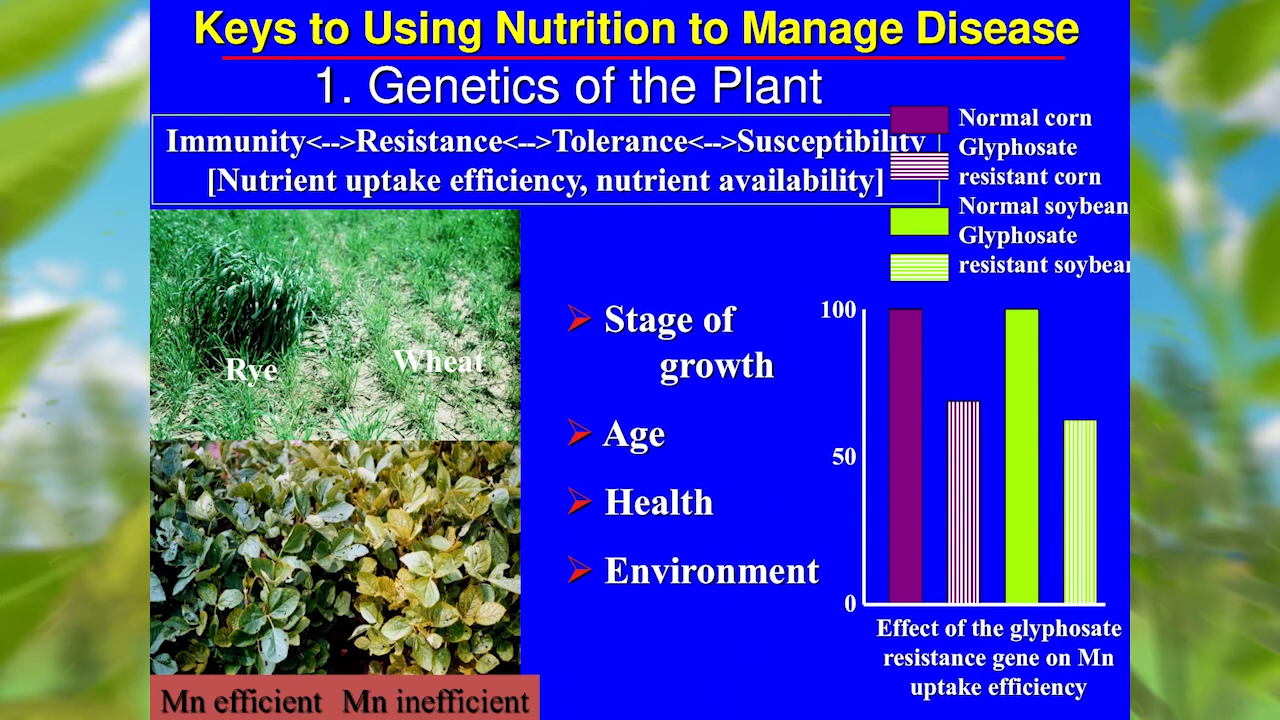 Keys to Using Nutrition to Manage Disease
1. Genetics of the Plant
Immunity<-->Resistance<-->Tolerance<-->Susceptibility
[Nutrient uptake efficiency, nutrient availability]
Normal corn
Glyphosate
resistant corn
Normal soybean
Glyphosate
resistant soybean
Rye
Wheat
Mn efficient Mn inefficient
Stage of
growth
Age
Health
Environment
100
50
0
Effect of the glyphosate
resistance gene on Mn
uptake efficiency